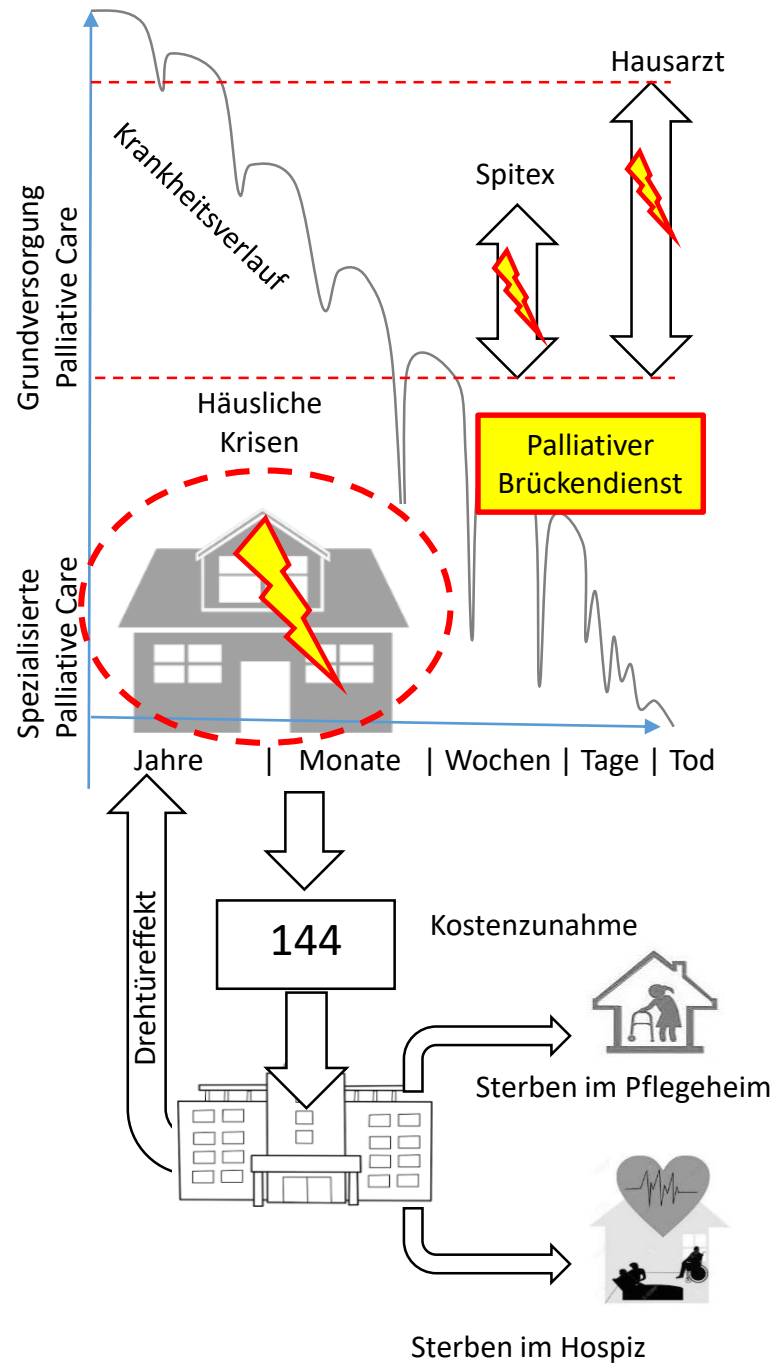 Hausarzt
Spitex
Krankheitsverlauf
Grundversorgung
Palliative Care
Häusliche
Krisen
Palliativer
Brückendienst
Spezialisierte
Palliative Care
Jahre | Monate | Wochen | Tage | Tod
Drehtüreffekt
144
Kostenzunahme
Sterben im Pflegeheim
Sterben im Hospiz